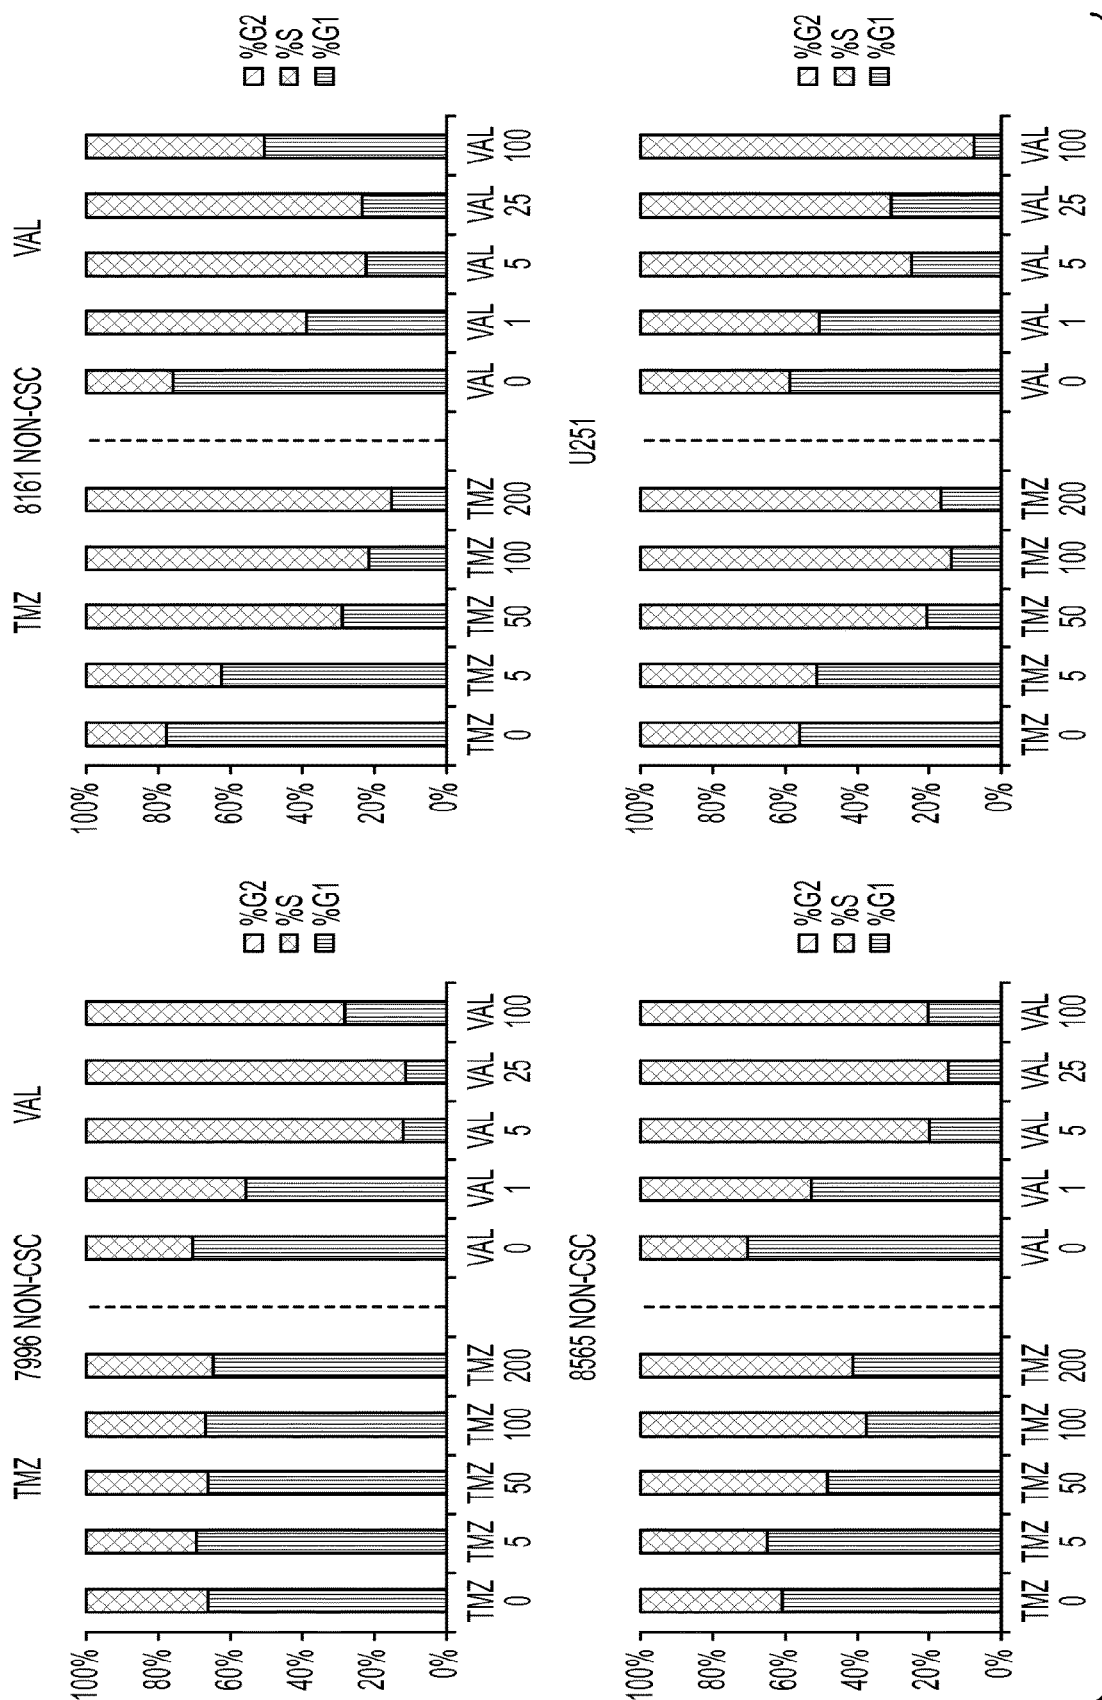 TMZ 7996 NON-CSC VAL
100%
80%
60%
40%
20%
0%
TMZ TMZ TMZ TMZ TMZ VAL VAL VAL VAL VAL
0 5 50 100 200 0 1 5 25 100
%G2
%S
%G1
TMZ 8161 NON-CSC VAL
100%
80%
60%
40%
20%
0%
TMZ TMZ TMZ TMZ TMZ VAL VAL VAL VAL VAL
0 5 50 100 200 0 1 5 25 100
%G2
%S
%G1
8565 NON-CSC
100%
80%
60%
40%
20%
0%
TMZ TMZ TMZ TMZ TMZ VAL VAL VAL VAL VAL
0 5 50 100 200 0 1 5 25 100
%G2
%S
%G1
U251
100%
80%
60%
40%
20%
0%
TMZ TMZ TMZ TMZ TMZ VAL VAL VAL VAL VAL
0 5 50 100 200 0 1 5 25 100
%G2
%S
%G1